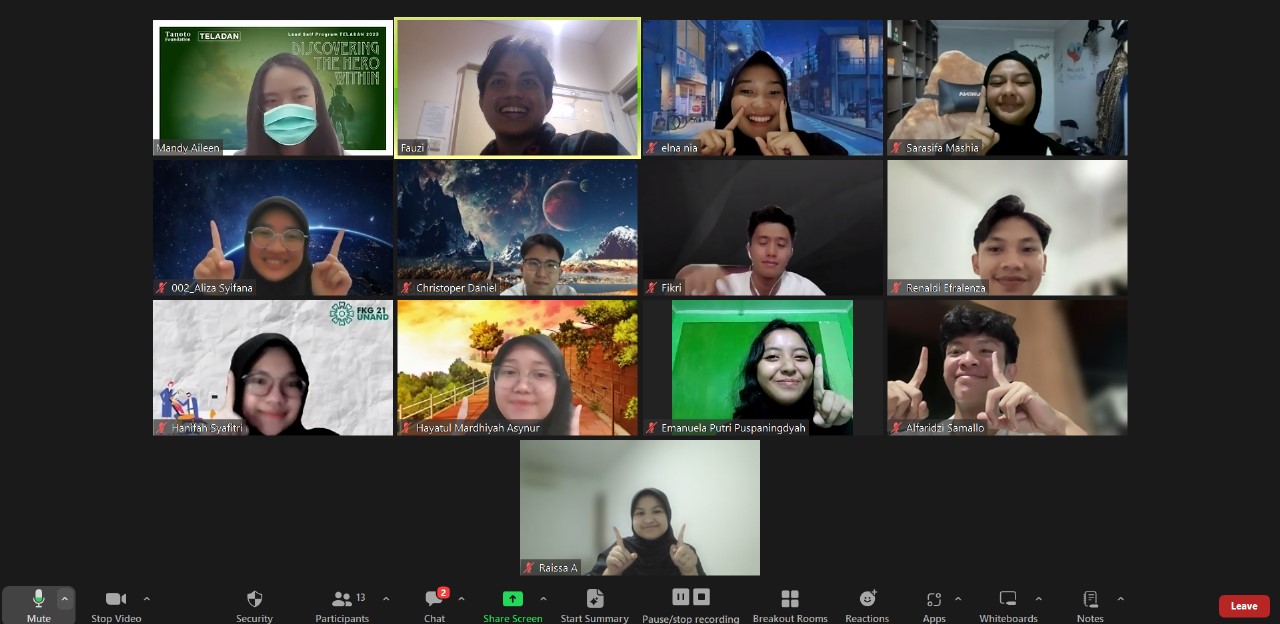 Tanoto
Foundation
TELADAN
Lead Self Program TELADAN 2023
DISCOVERING
THE HERO
WITHIN
Mandy Aileen
Fauzi
elna nia
Sarasifa Mashia
002_Aliza Syifana
Christoper Daniel
Fikri
Renaldi Efralenza
FKG 21
UNAND
Hanifah Syafitri
Hayatul Mardhiyah Asynur
Emanuela Putri Puspaningdyah
Alfaridzi Samallo
Raissa A
Mute
Stop Video
Security
13
Participants
2
Chat
Share Screen
Start Summary
Pause/stop recording
Breakout Rooms
Reactions
Apps
Whiteboards
Notes
Leave